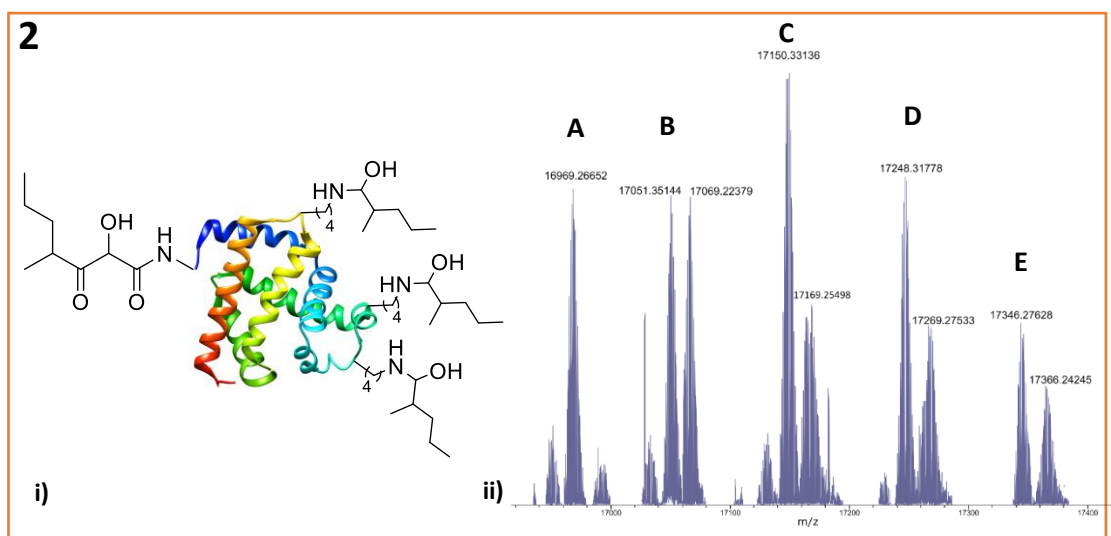 2
C
17150.33136
A
B
D
16969.26652
17051.35144
17069.22379
17248.31778
E
17169.25498
17269.27533
17346.27628
17366.24245
OH
HN
4
OH
H
N
O
O
OH
HN
4
H
N
OH
4
i)
ii)
17000
17100
17200
17300
17400
m/z